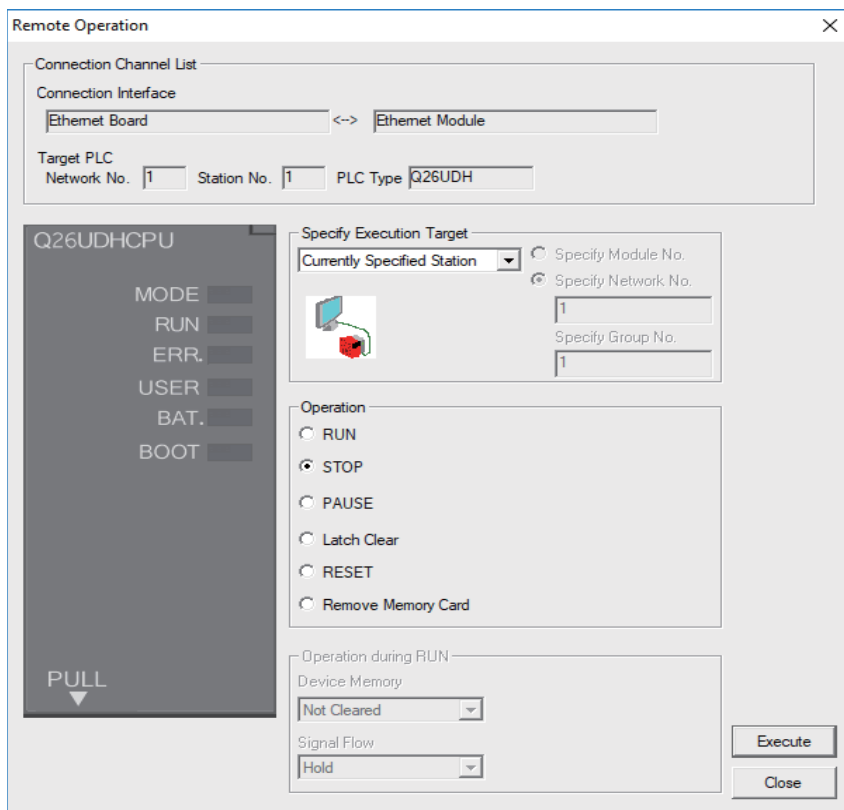 Remote Operation
Connection Channel List
Connection Interface
Ethernet Board <--> Ethernet Module
Target PLC
Network No. 1 Station No. 1 PLC Type Q26UDH
Q26UDHCPU
MODE
RUN
ERR.
USER
BAT.
BOOT
PULL
Specify Execution Target
Currently Specified Station
Specify Module No.
Specify Network No.
1
Specify Group No.
1
Operation
RUN
STOP
PAUSE
Latch Clear
RESET
Remove Memory Card
Operation during RUN
Device Memory
Not Cleared
Signal Flow
Hold
Execute
Close